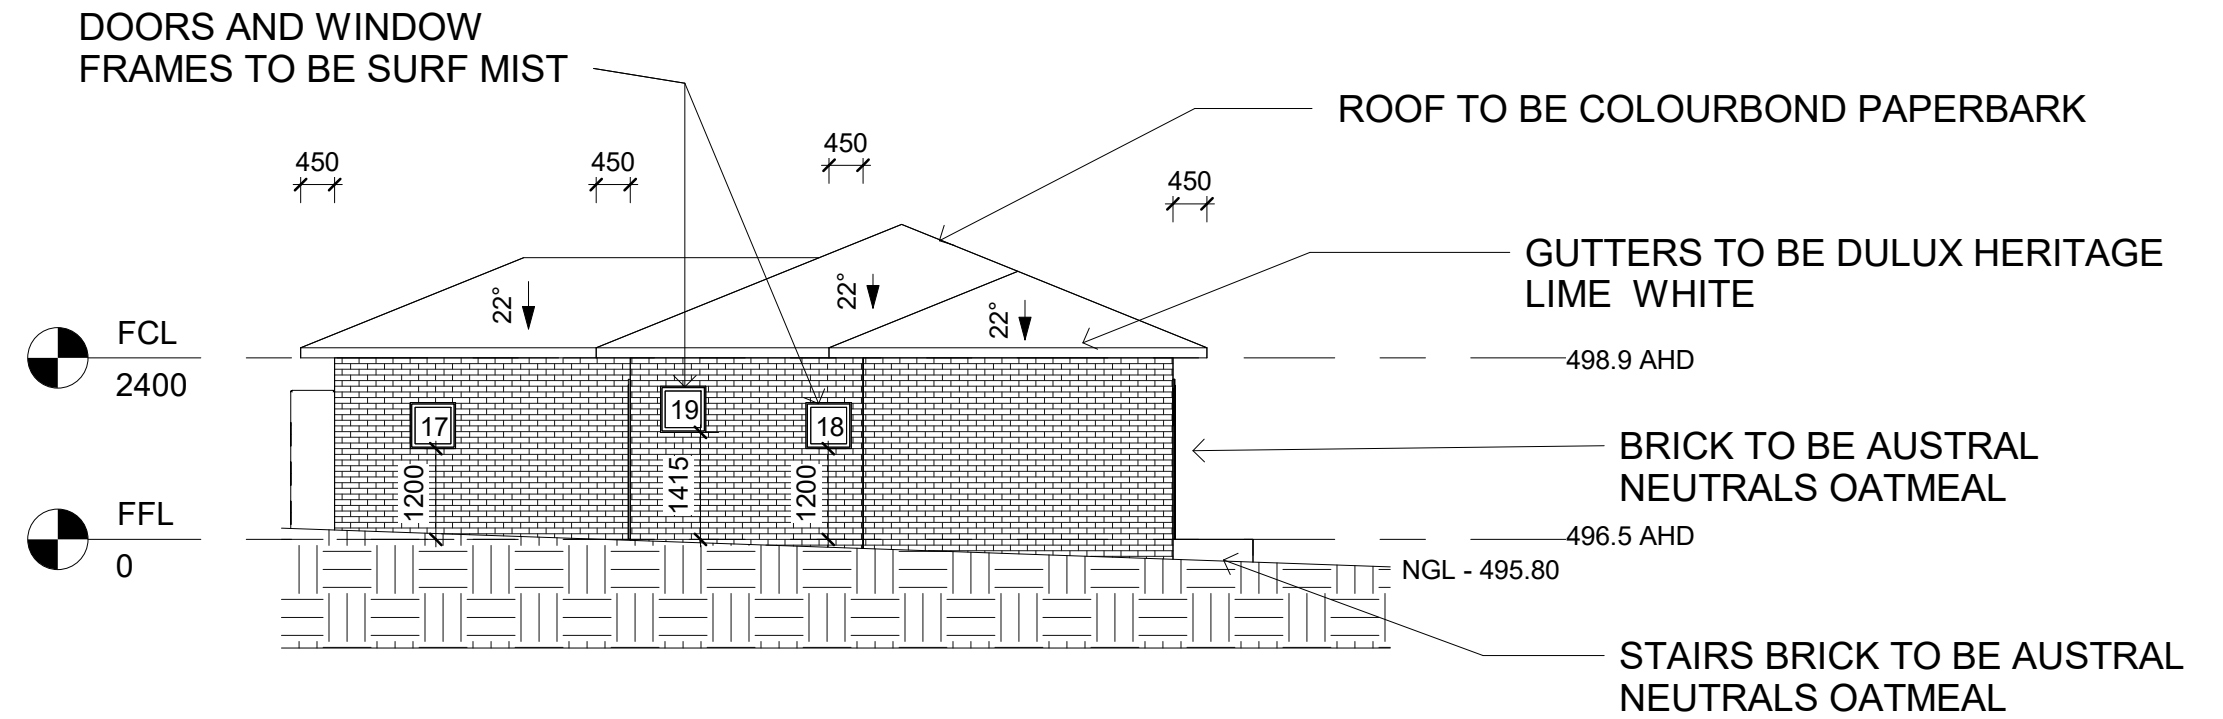 DOORS AND WINDOW
FRAMES TO BE SURF MIST
ROOF TO BE COLOURBOND PAPERBARK
450
450
450
450
GUTTERS TO BE DULUX HERITAGE
LIME WHITE
22°
22°
22°
FCL
2400
498.9 AHD
17
19
18
BRICK TO BE AUSTRAL
NEUTRALS OATMEAL
1200
1415
1200
FFL
0
496.5 AHD
NGL - 495.80
STAIRS BRICK TO BE AUSTRAL
NEUTRALS OATMEAL